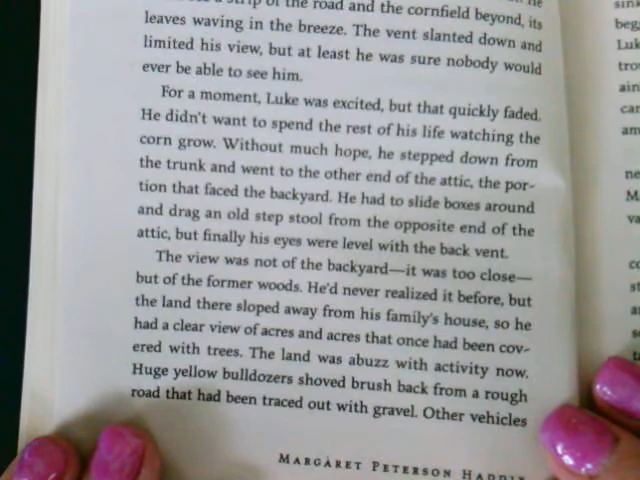 of the road and the cornfield beyond, its
leaves waving in the breeze. The vent slanted down and
limited his view, but at least he was sure nobody would
ever be able to see him.
For a moment, Luke was excited, but that quickly faded.
He didn't want to spend the rest of his life watching the
corn grow. Without much hope, he stepped down from
the trunk and went to the other end of the attic, the por-
tion that faced the backyard. He had to slide boxes around
and drag an old step stool from the opposite end of the
attic, but finally his eyes were level with the back vent.
The view was not of the backyard—it was too close—
but of the former woods. He'd never realized it before, but
the land there sloped away from his family's house, so he
had a clear view of acres and acres that once had been cov-
ered with trees. The land was abuzz with activity now.
Huge yellow bulldozers shoved brush back from a rough
road that had been traced out with gravel. Other vehicles
MARGARET PETERSON